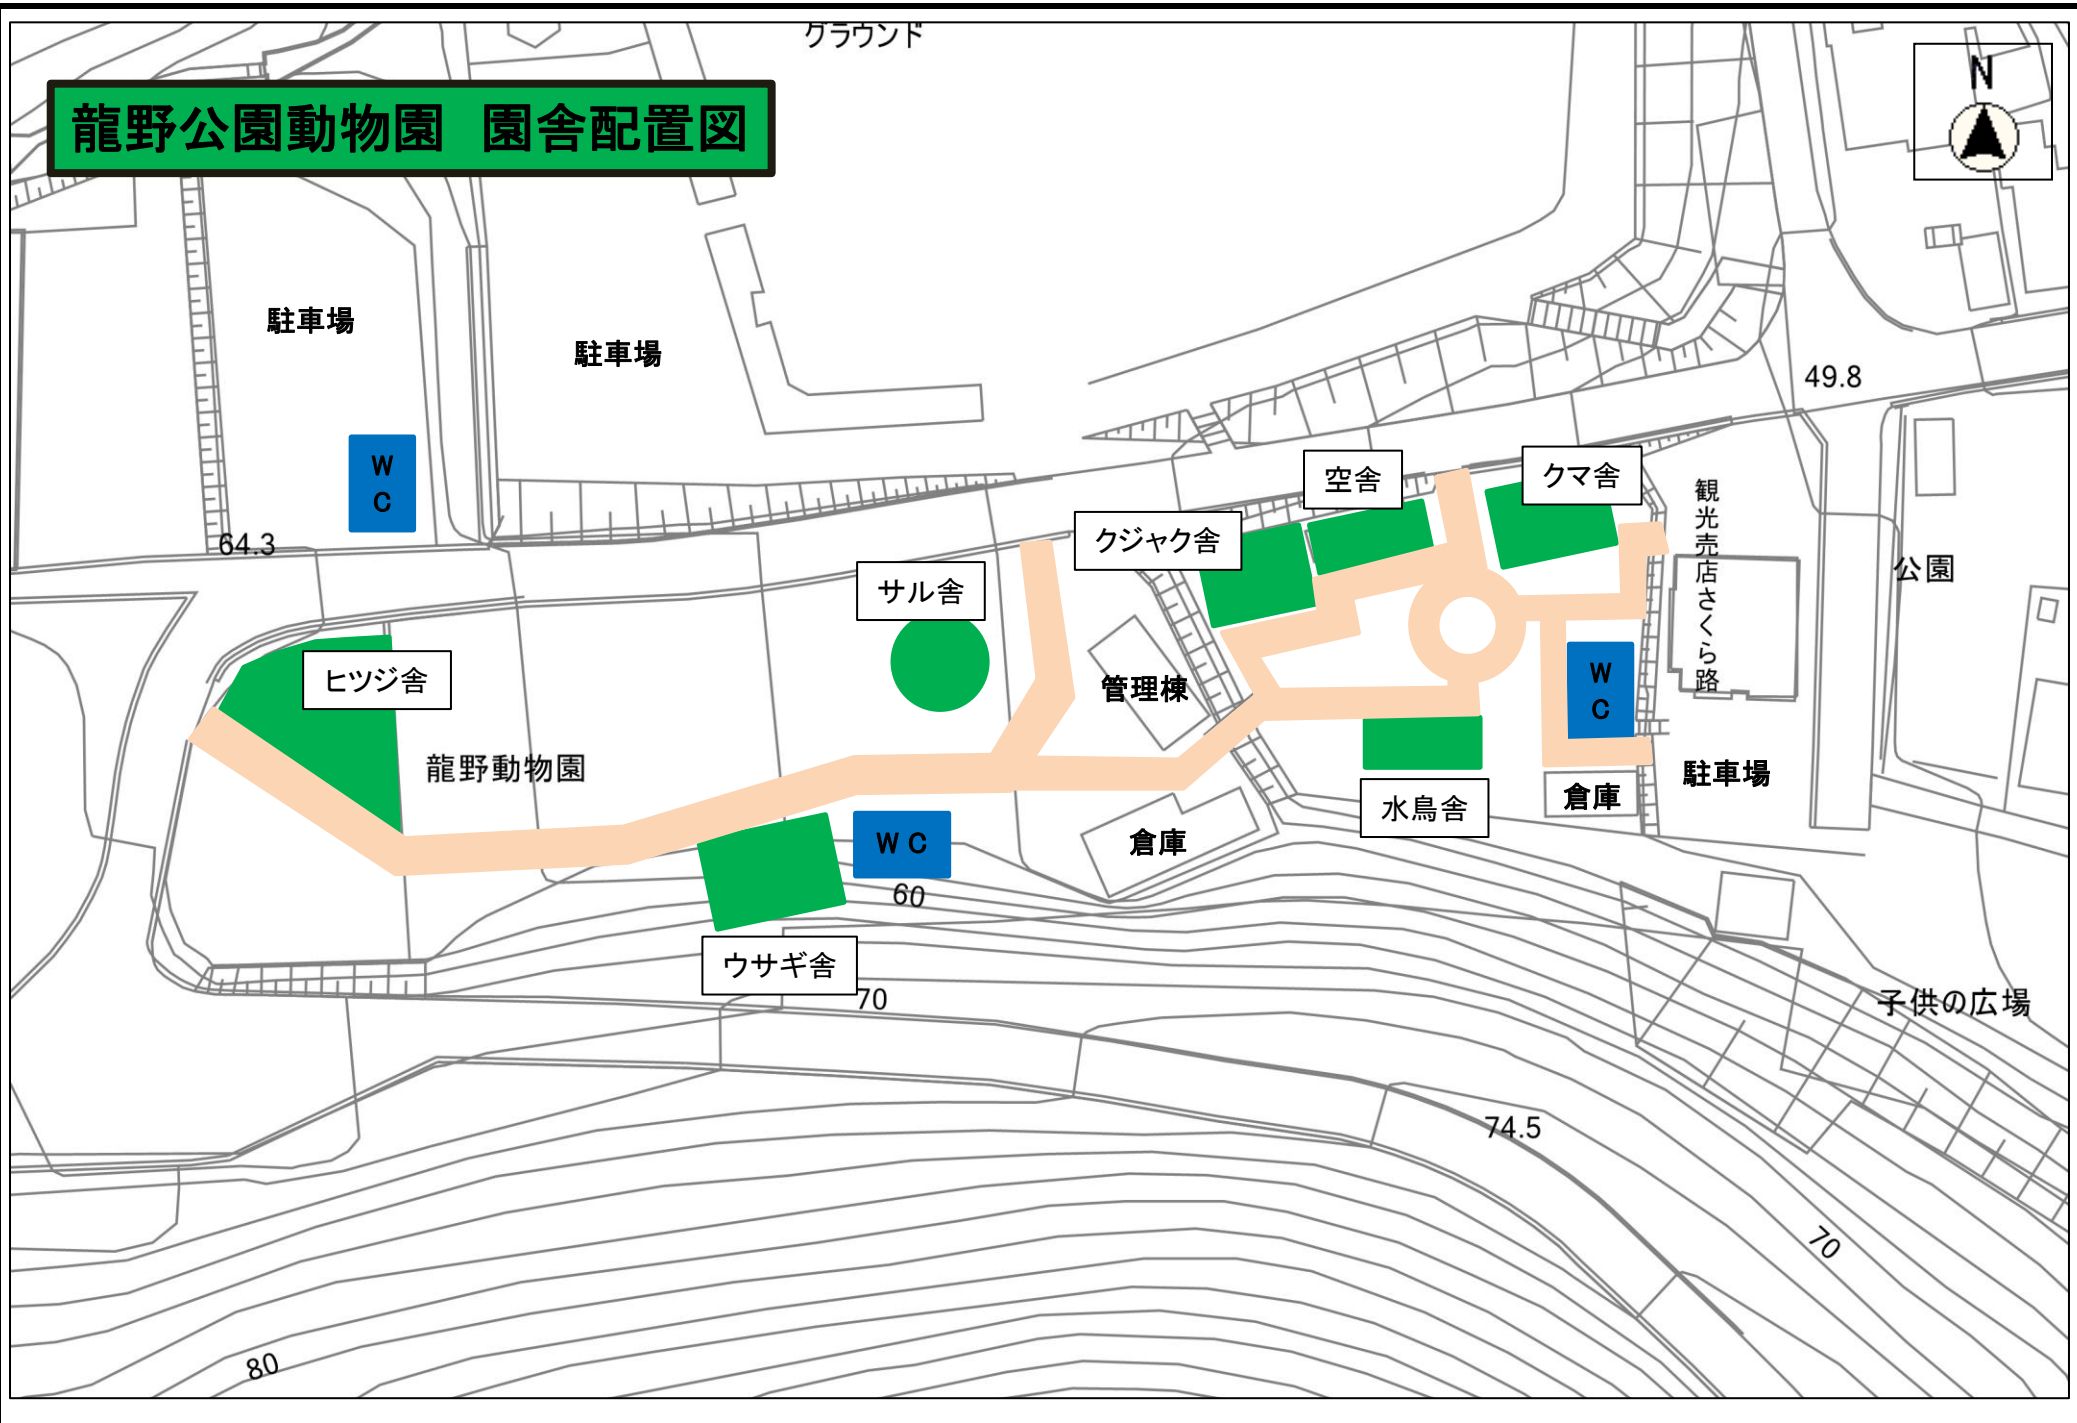 グラウンド
龍野公園動物園　園舎配置図
N
駐車場
駐車場
49.8
W
C
64.3
空舎
クマ舎
クジャク舎
サル舎
観光売店さくら路
公園
ヒツジ舎
管理棟
W
C
龍野動物園
駐車場
倉庫
水鳥舎
W C
倉庫
60
ウサギ舎
70
子供の広場
74.5
70
80